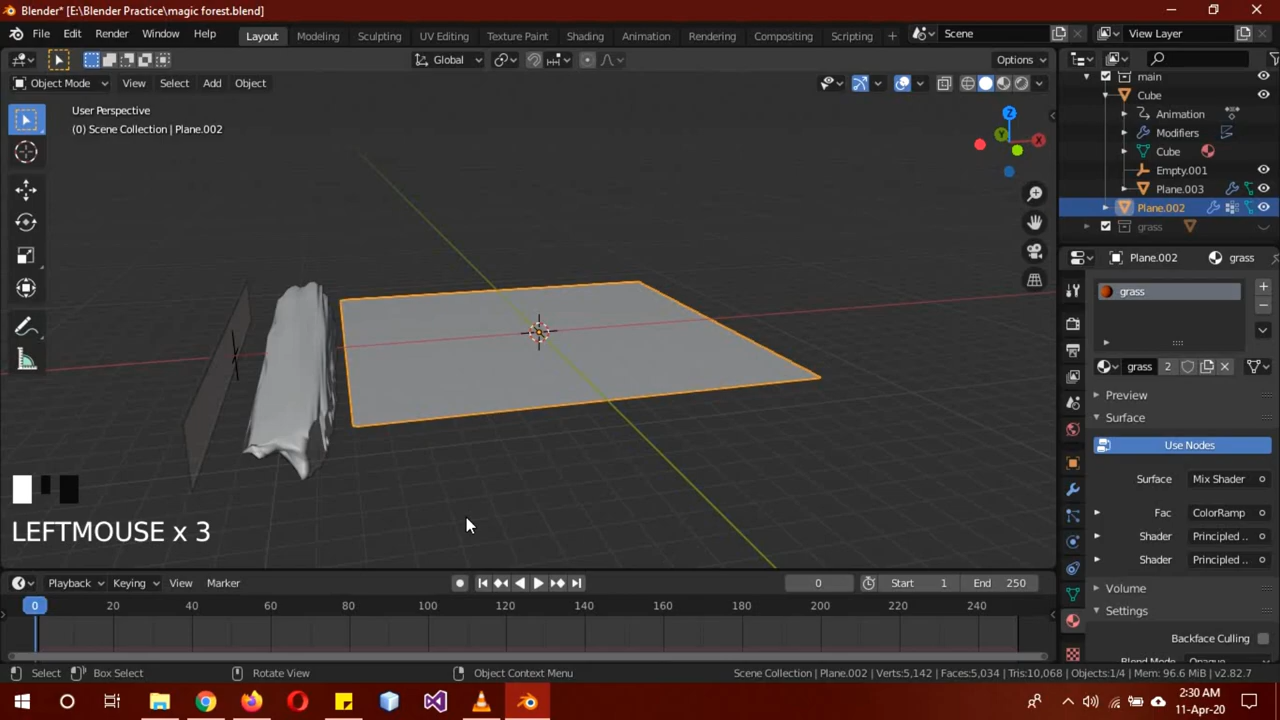 Blender* [E:\Blender Practice\magic forest.blend]
File Edit Render Window Help Layout Modeling Sculpting UV Editing Texture Paint Shading Animation Rendering Compositing Scripting + Scene View Layer
Global Options
Object Mode View Select Add Object
User Perspective
(0) Scene Collection | Plane.002
Z
Y
X
LEFTMOUSE x 3
main
Cube
Animation
Modifiers
Cube
Empty.001
Plane.003
Plane.002
grass
Plane.002 grass
grass
grass 2
Preview
Surface
Use Nodes
Surface Mix Shader
Fac ColorRamp
Shader Principled ..
Shader Principled ..
Volume
Settings
Backface Culling
Playback Keying View Marker 0 Start 1 End 250
0 20 40 60 80 100 120 140 160 180 200 220 240
Select Box Select Rotate View Object Context Menu Scene Collection | Plane.002 | Verts:5,142 | Faces:5,034 | Tris:10,068 | Objects:1/4 | Mem: 96.6 MiB | v2.82.7
2:30 AM
11-Apr-20